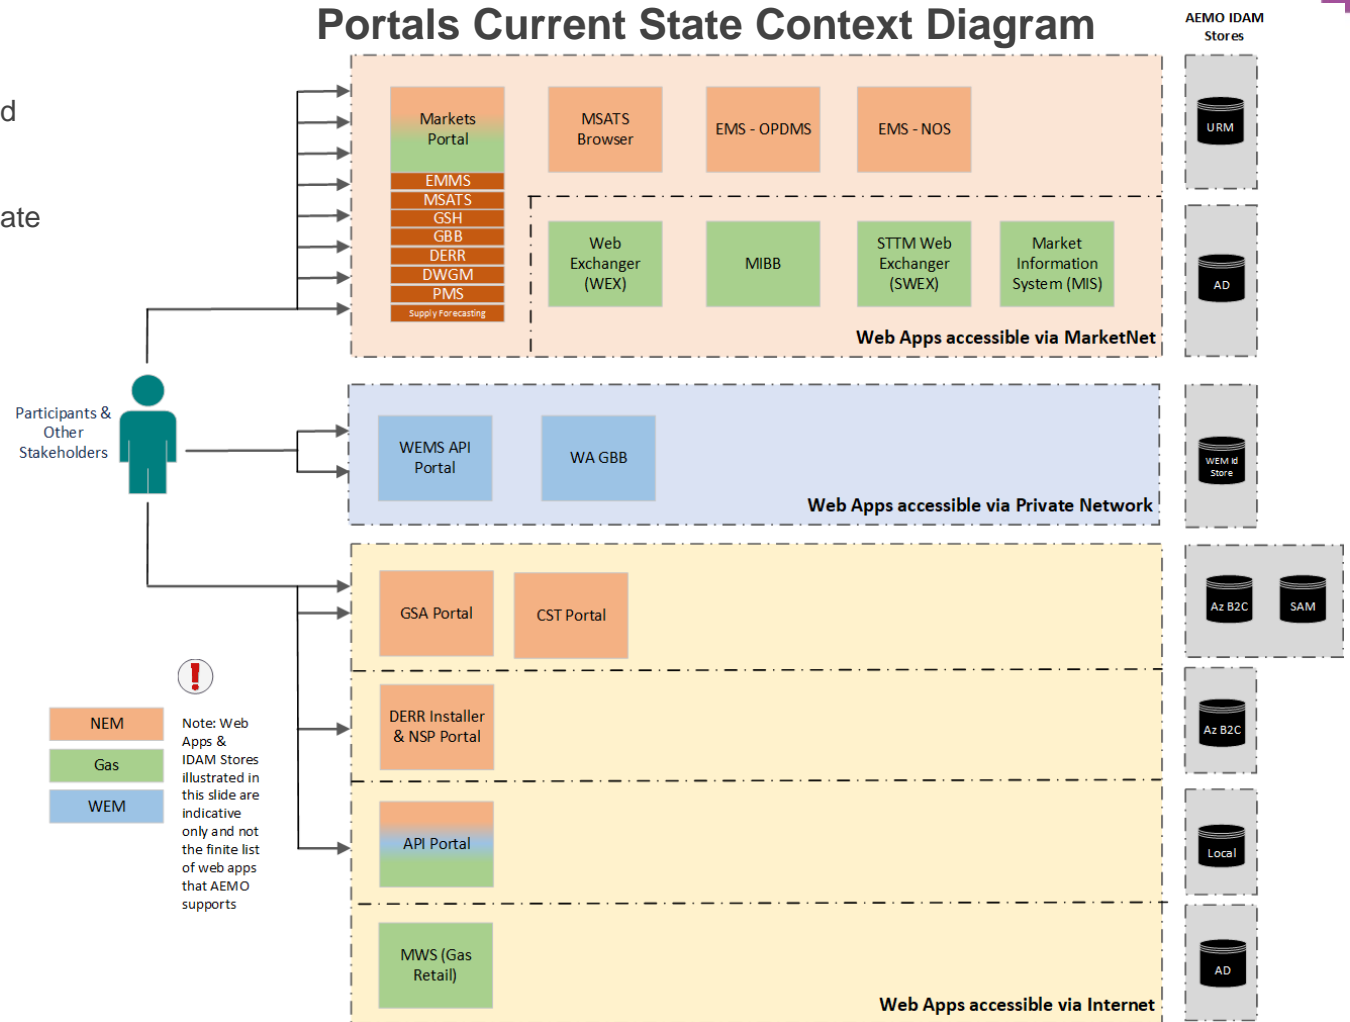 Portals Current State Context Diagram
AEMO IDAM
Stores
d
ate
Markets
Portal
EMMS
MSATS
GSH
GBB
DERR
DWGM
PMS
Supply Forecasting
MSATS
Browser
EMS - OPDMS
EMS - NOS
Web
Exchanger
(WEX)
MIBB
STTM Web
Exchanger
(SWEX)
Market
Information
System (MIS)
Web Apps accessible via MarketNet
URM
AD
Participants &
Other
Stakeholders
WEMS API
Portal
WA GBB
Web Apps accessible via Private Network
WEM Id
Store
GSA Portal
CST Portal
Az B2C
SAM
DERR Installer
& NSP Portal
Az B2C
API Portal
Local
MWS (Gas
Retail)
Web Apps accessible via Internet
AD
NEM
Gas
WEM
Note: Web
Apps &
IDAM Stores
illustrated in
this slide are
indicative
only and not
the finite list
of web apps
that AEMO
supports